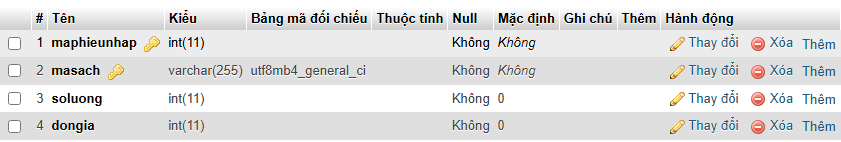 # Tên Kiểu Bảng mã đối chiếu Thuộc tính Null Mặc định Ghi chú Thêm Hành động
1 maphieunhap int(11) Không Không Thay đổi Xóa Thêm
2 masach varchar(255) utf8mb4_general_ci Không Không Thay đổi Xóa Thêm
3 soluong int(11) Không 0 Thay đổi Xóa Thêm
4 dongia int(11) Không 0 Thay đổi Xóa Thêm